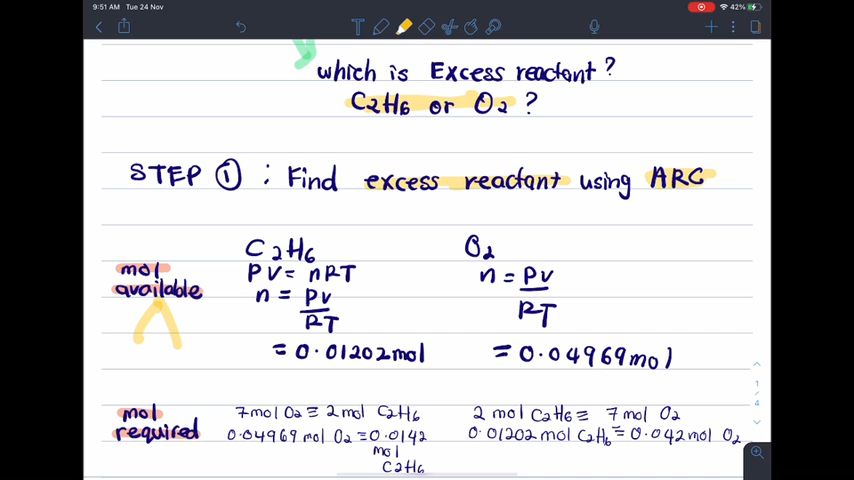 9:51 AM Tue 24 Nov
42%
which is Excess reactant?
C2H6 or O2 ?
STEP ① : Find excess reactant using ARC
C2H6
O2
mol
available
PV = nRT
n = PV
RT
= 0.01202 mol
n = PV
RT
= 0.04969 mol
mol
required
7 mol O2 ≡ 2 mol C2H6
0.04969 mol O2 ≡ 0.0142
mol
C2H6
2 mol C2H6 ≡ 7 mol O2
0.01202 mol C2H6 ≡ 0.042 mol O2
1
/
4